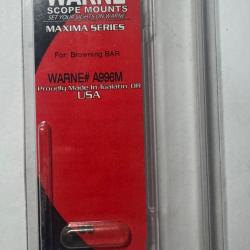 WARNE
SCOPE MOUNTS
SET YOUR SIGHTS ON WARNE
MAXIMA SERIES
For: Browning BAR
WARNE# A996M
Proudly Made in Tualatin, OR
USA